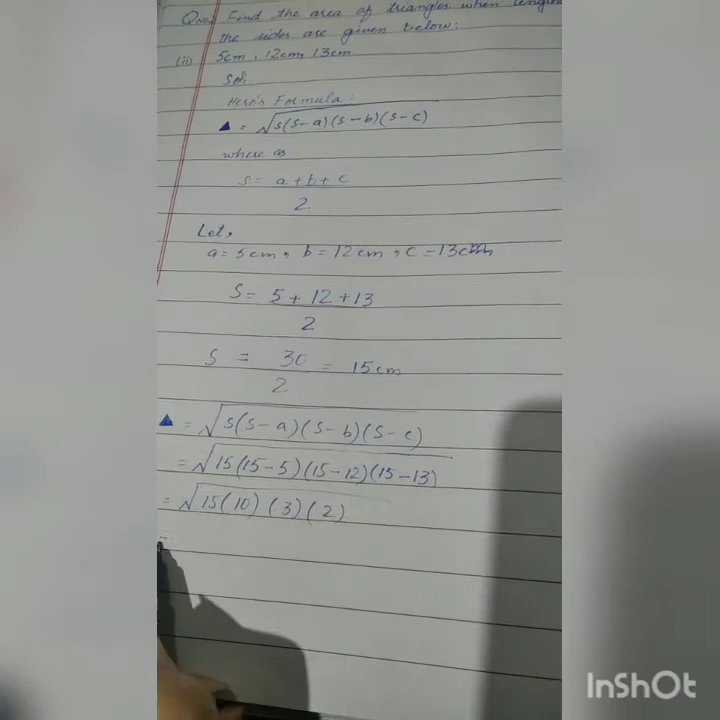 Find the area of triangles when
the sides are given below:
(ii) 5cm, 12cm, 13cm
Sol,
Hero's Formula.
▲ = √s(s-a)(s-b)(s-c)
where as
s = a+b+c
2
Let,
a = 5cm, b = 12cm, c = 13cm,
S = 5+12+13
2
S = 30 = 15cm
2
▲ = √s(s-a)(s-b)(s-c)
= √15(15-5)(15-12)(15-13)
= √15(10)(3)(2)
InShOt